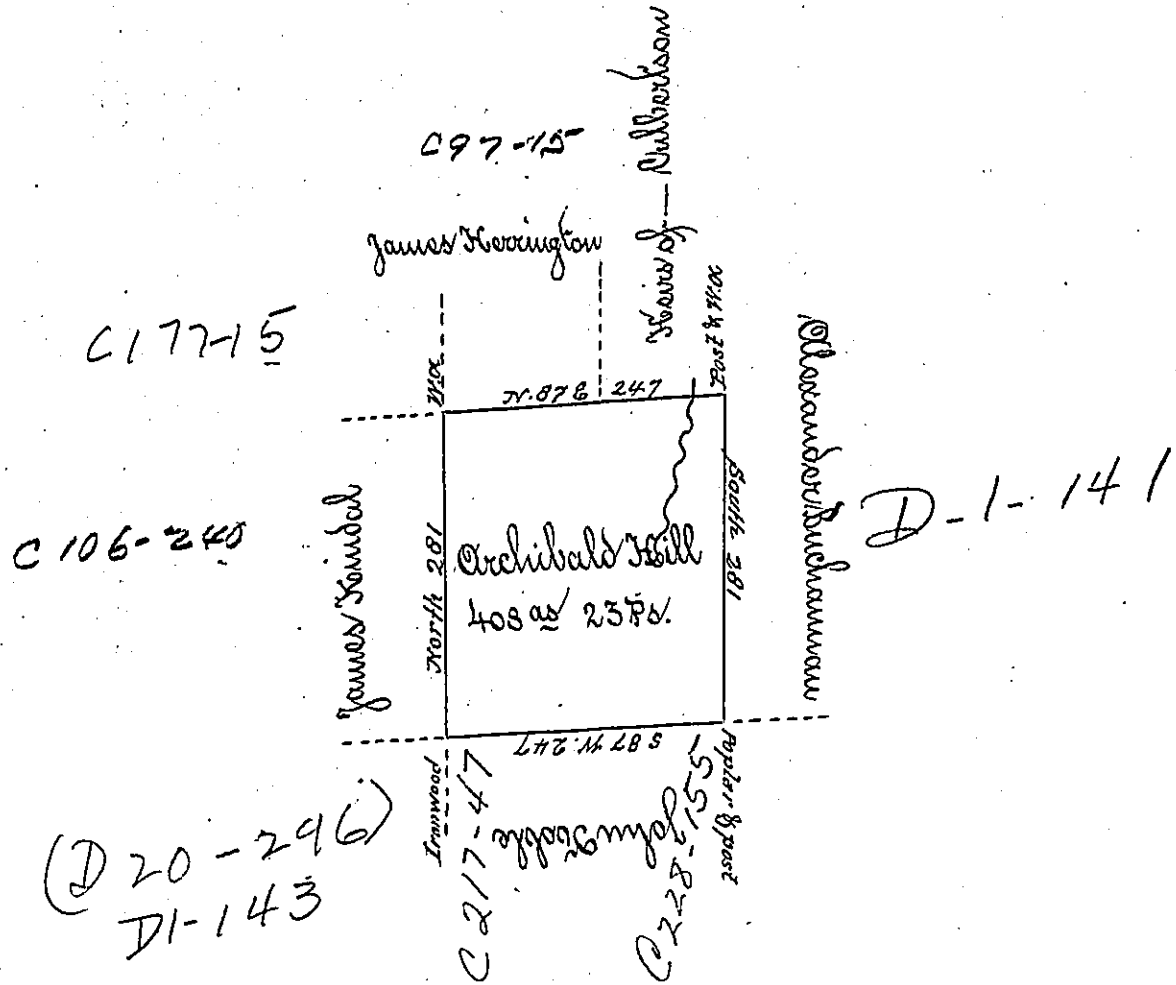 C97-15
James Herrington
Heirs of — Culbertson
C177-15
W.O.
N. 87 E 247
Post & W.O.
C106-240
James Kendal
North 281
Archibald Hill
408 as 23 Ps.
South 281
Alexander Buchannan
D-1-141
Ironwood
S 87 W. 247
Poplar & post
(D20-296)
D1-143
C217-47
John
C228-155